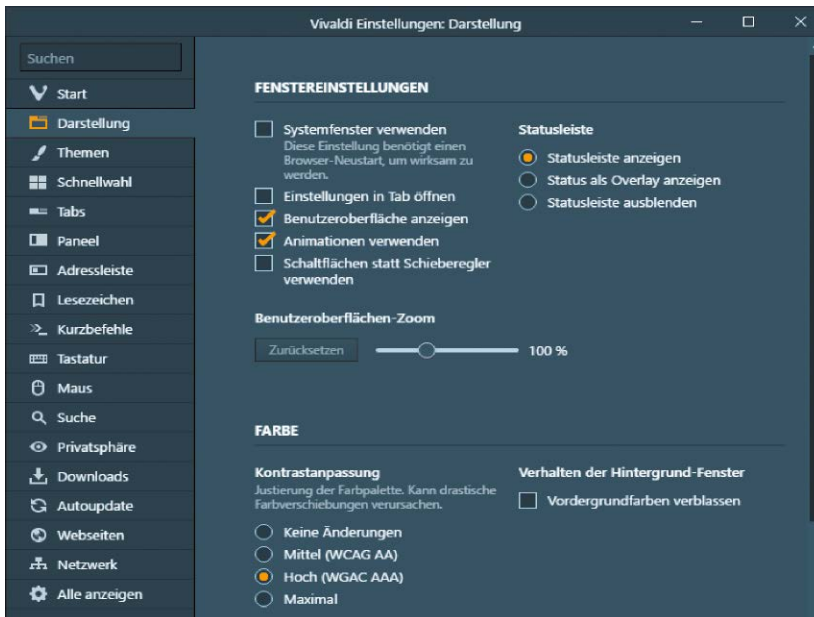 Vivaldi Einstellungen: Darstellung
Suchen
Start
Darstellung
Themen
Schnellwahl
Tabs
Paneel
Adressleiste
Lesezeichen
Kurzbefehle
Tastatur
Maus
Suche
Privatsphäre
Downloads
Autoupdate
Webseiten
Netzwerk
Alle anzeigen
FENSTEREINSTELLUNGEN
Systemfenster verwenden
Diese Einstellung benötigt einen
Browser-Neustart, um wirksam zu
werden.
Einstellungen in Tab öffnen
Benutzeroberfläche anzeigen
Animationen verwenden
Schaltflächen statt Schieberegler
verwenden
Statusleiste
Statusleiste anzeigen
Status als Overlay anzeigen
Statusleiste ausblenden
Benutzeroberflächen-Zoom
Zurücksetzen
100 %
FARBE
Kontrastanpassung
Justierung der Farbpalette. Kann drastische
Farbverschiebungen verursachen.
Keine Änderungen
Mittel (WCAG AA)
Hoch (WGAC AAA)
Maximal
Verhalten der Hintergrund-Fenster
Vordergrundfarben verblassen